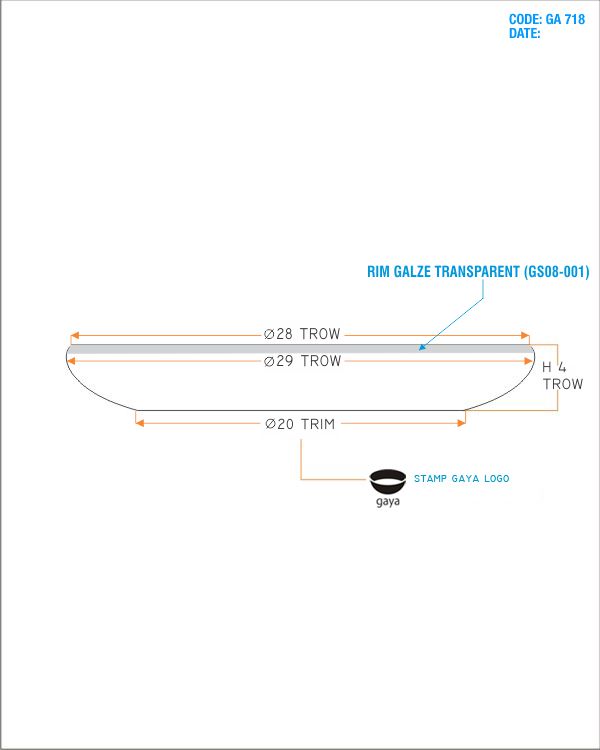 CODE: GA 718
DATE:
RIM GALZE TRANSPARENT (GS08-001)
Ø28 TROW
Ø29 TROW
H 4
TROW
Ø20 TRIM
STAMP GAYA LOGO
gaya